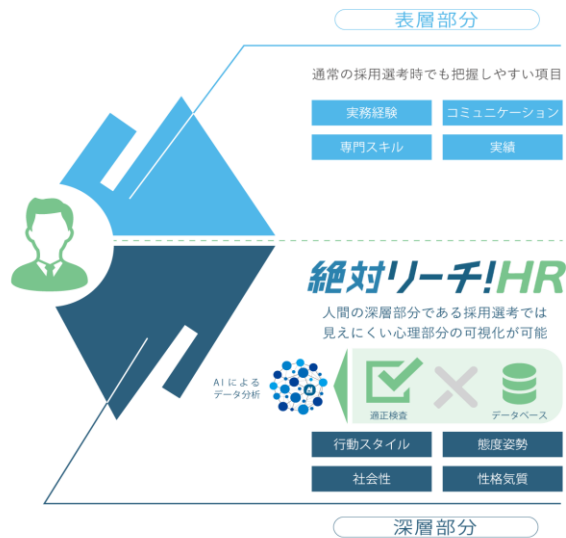 表層部分
通常の採用選考時でも把握しやすい項目
実務経験
コミュニケーション
専門スキル
実績
絶対リーチ!HR
人間の深層部分である採用選考では
見えにくい心理部分の可視化が可能
AIによる
データ分析
適正検査
データベース
行動スタイル
態度姿勢
社会性
性格気質
深層部分